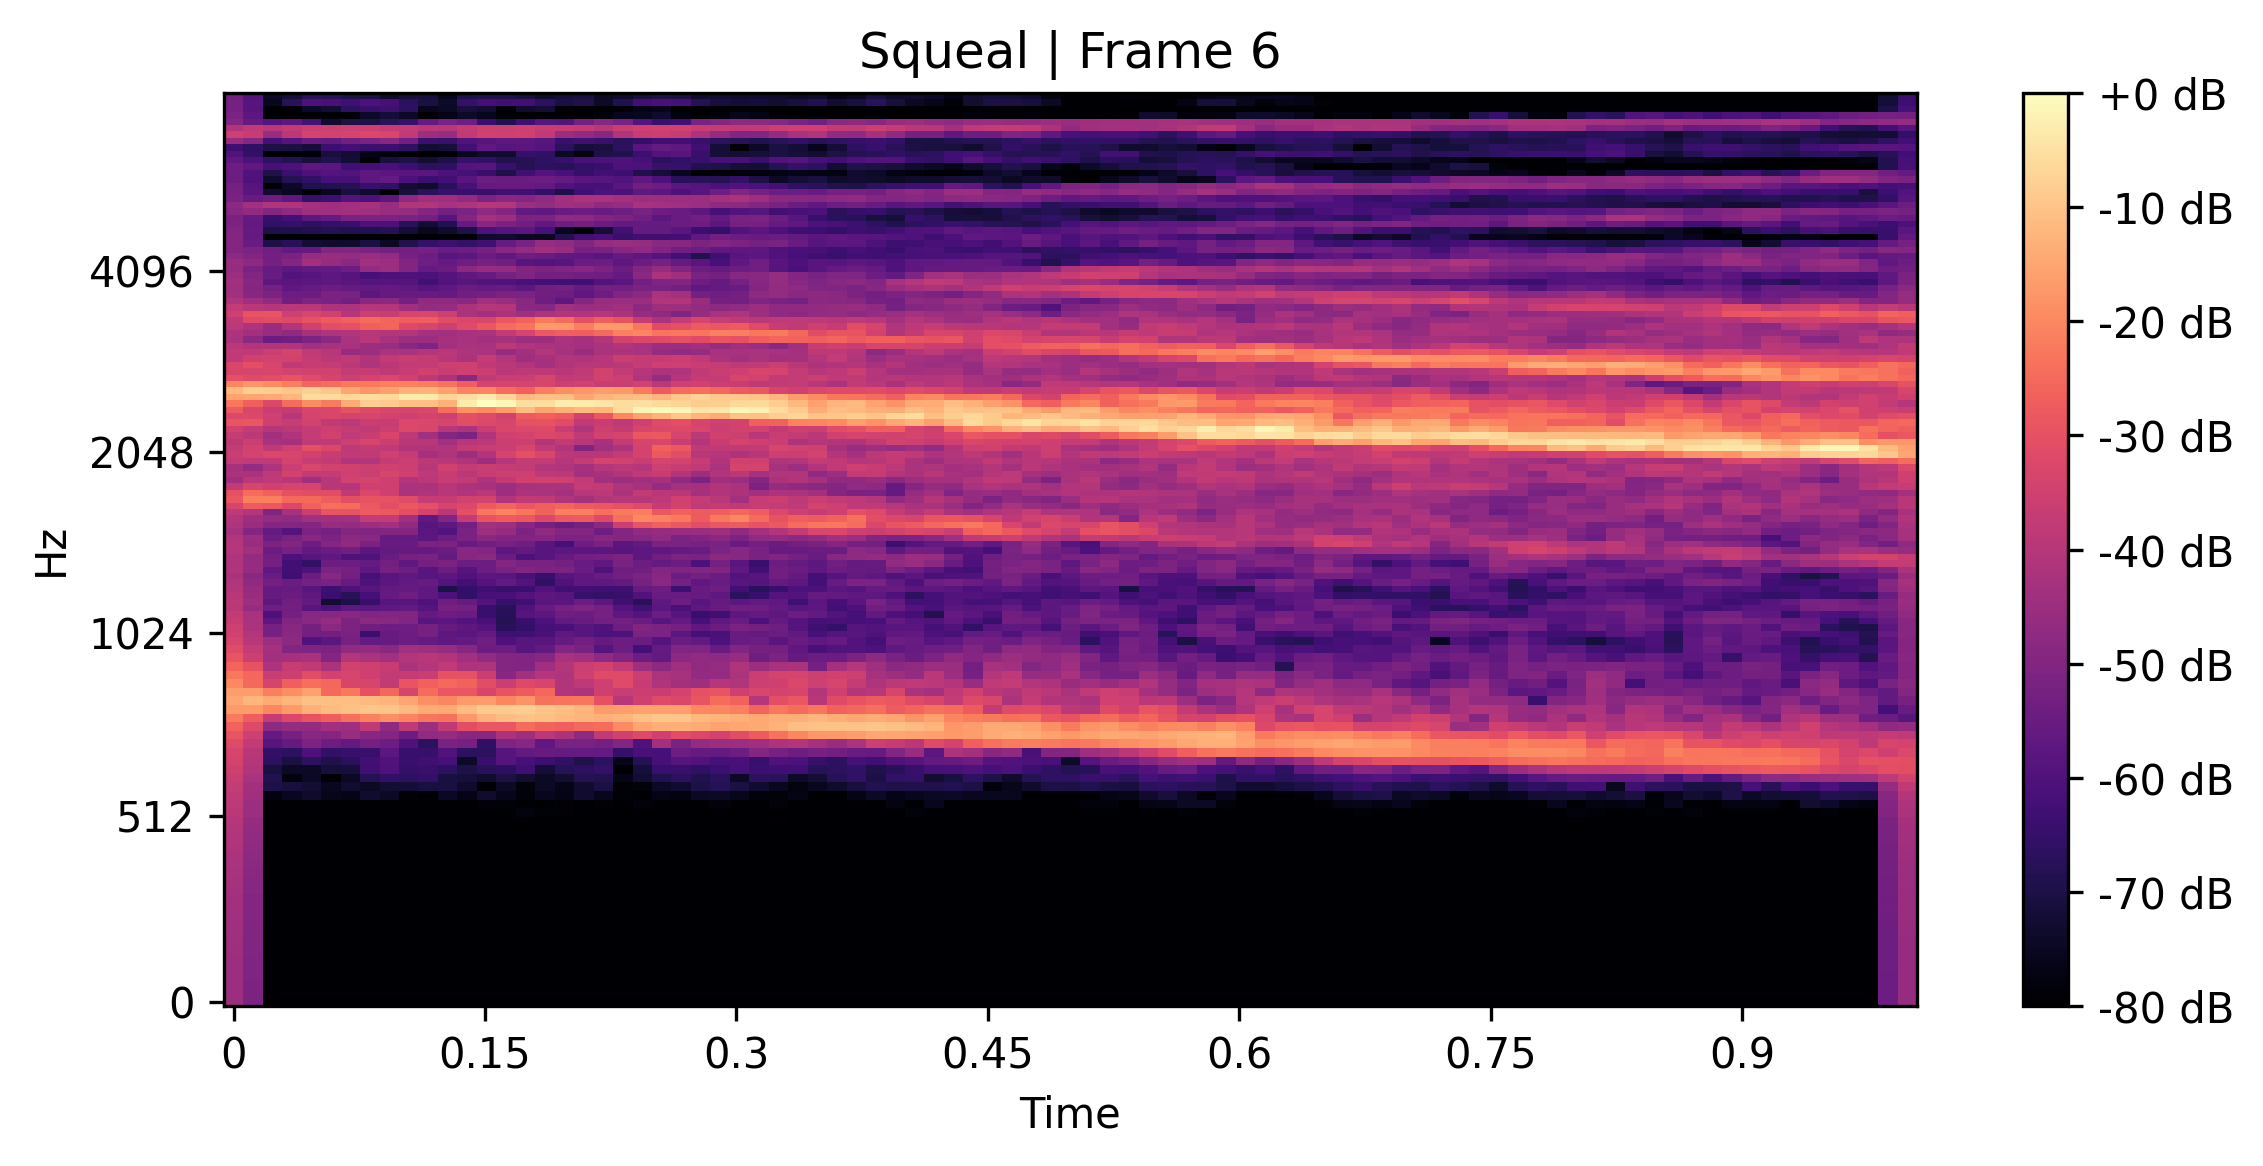 Squeal | Frame 6
Hz
4096
2048
1024
512
0
0 0.15 0.3 0.45 0.6 0.75 0.9
Time
+0 dB
-10 dB
-20 dB
-30 dB
-40 dB
-50 dB
-60 dB
-70 dB
-80 dB